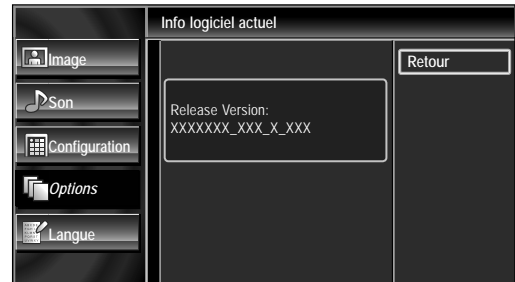 Info logiciel actuel
Image
Son
Configuration
Options
Langue
Release Version:
XXXXXXX_XXX_X_XXX
Retour